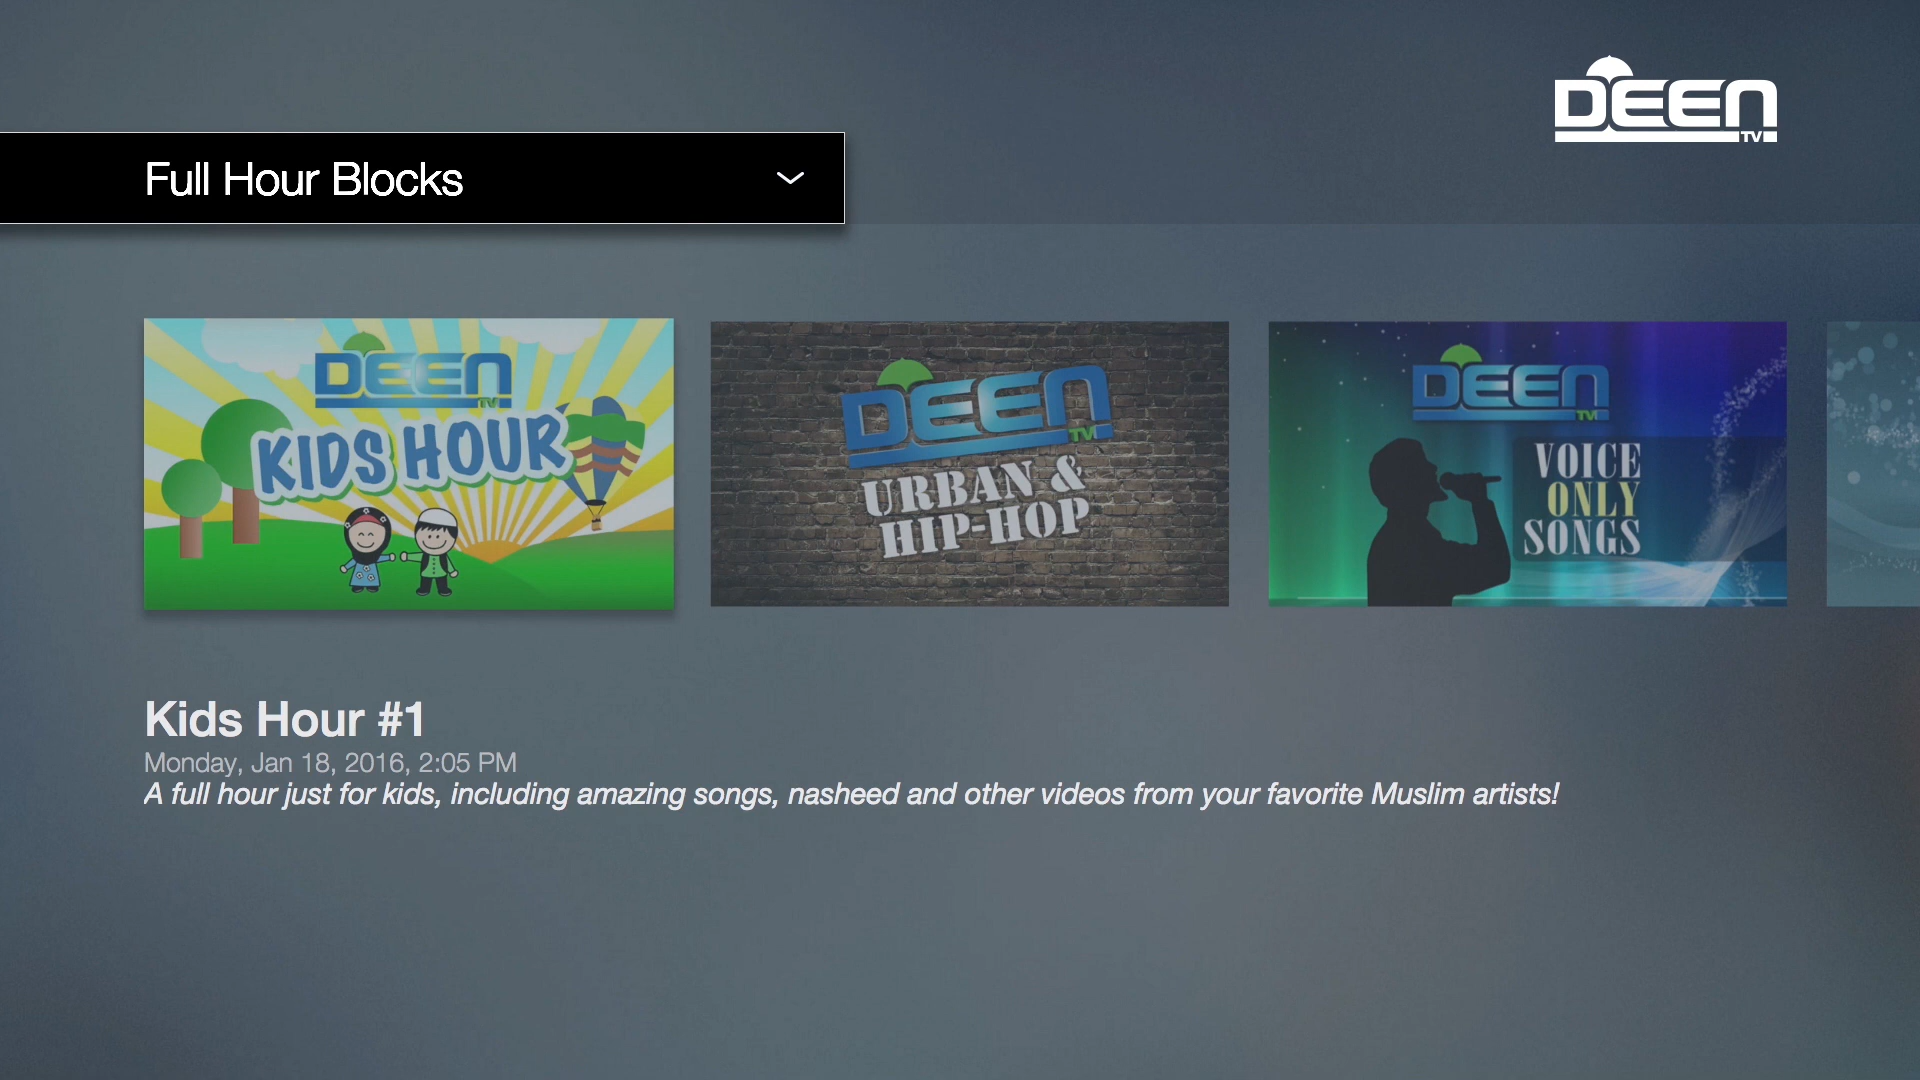 DEEN
TV
Full Hour Blocks
DEEN
TV
KIDS HOUR
DEEN
TV
URBAN &
HIP-HOP
DEEN
TV
VOICE
ONLY
SONGS
Kids Hour #1
Monday, Jan 18, 2016, 2:05 PM
A full hour just for kids, including amazing songs, nasheed and other videos from your favorite Muslim artists!